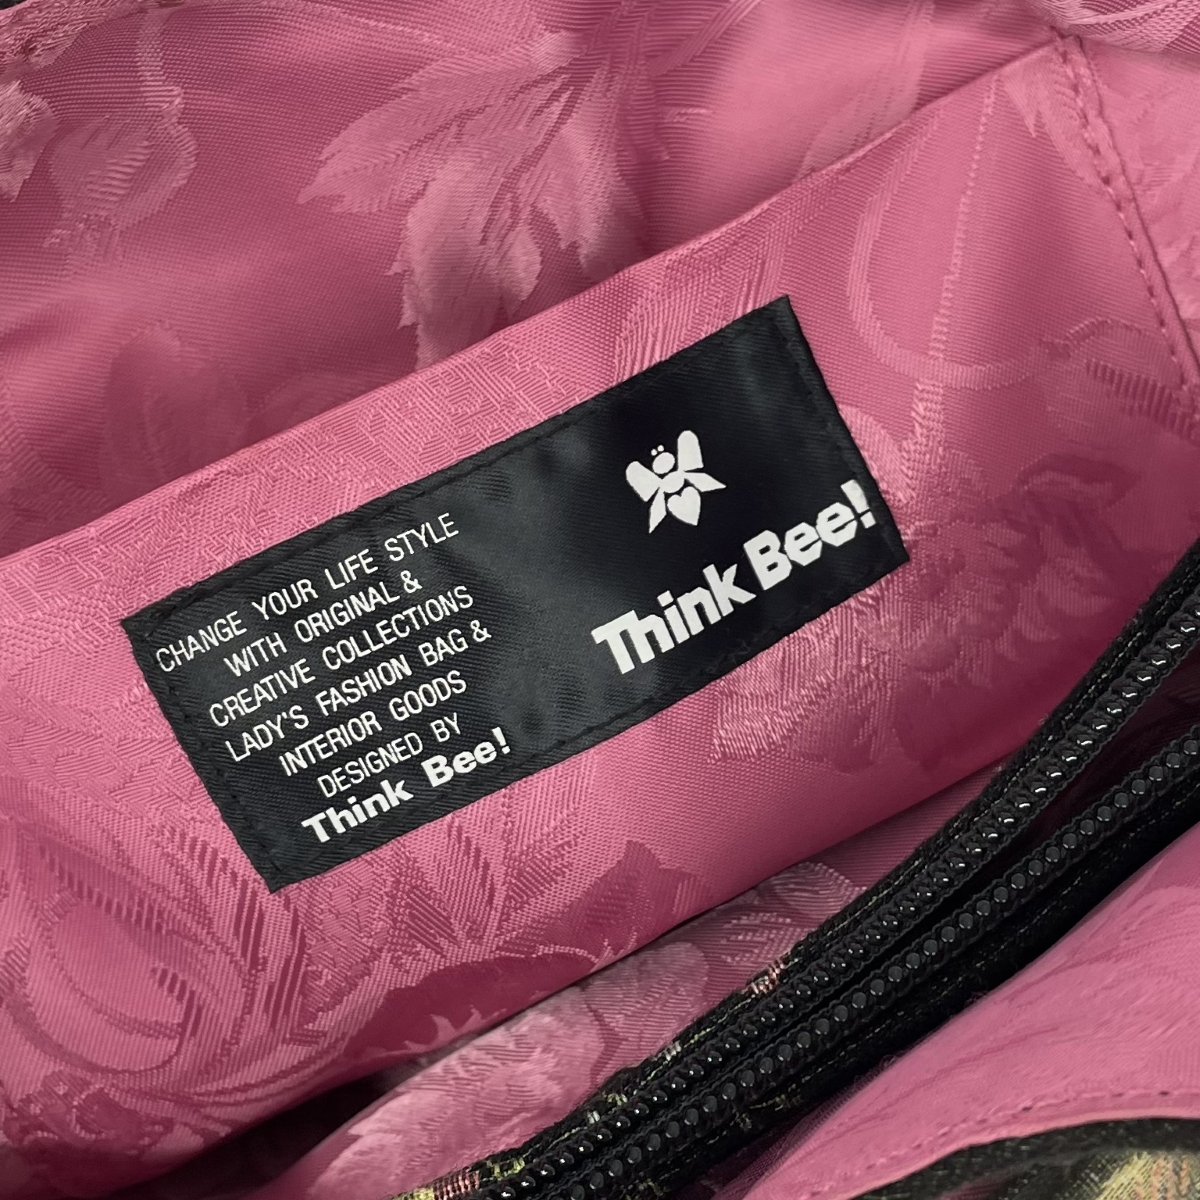 CHANGE YOUR LIFE STYLE
WITH ORIGINAL &
CREATIVE COLLECTIONS
LADY'S FASHION BAG &
INTERIOR GOODS
DESIGNED BY
Think Bee!
Think Bee!